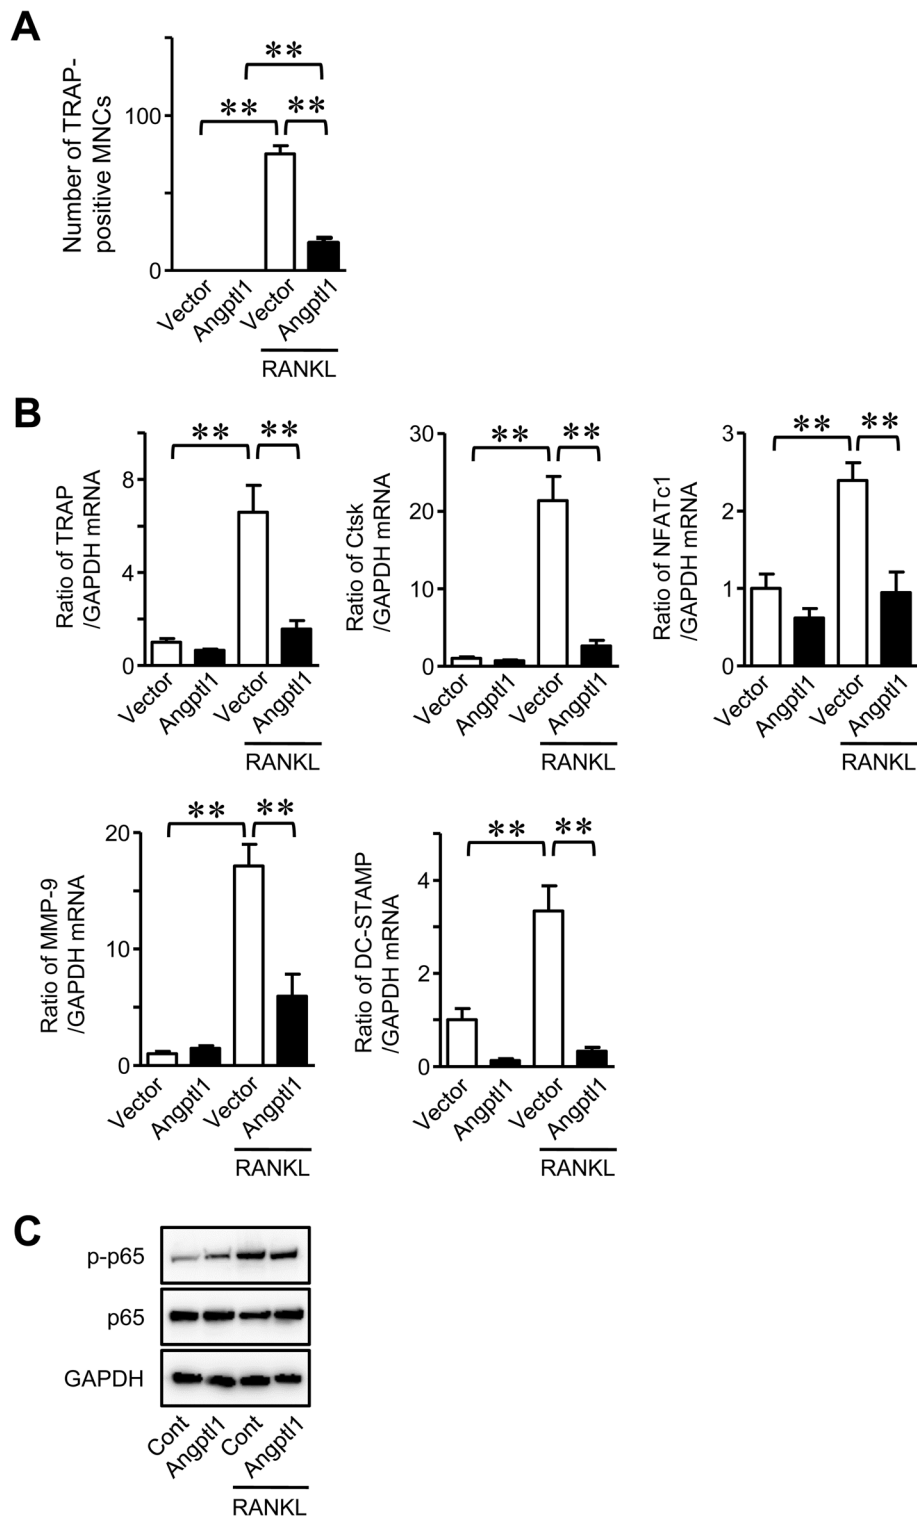 A
Number of TRAP-
positive MNCs
100
0
**
**
**
Vector
Angptl1
Vector
Angptl1
RANKL
B
Ratio of TRAP
/GAPDH mRNA
8
4
0
**
**
Vector
Angptl1
Vector
Angptl1
RANKL
Ratio of Ctsk
/GAPDH mRNA
30
20
10
0
**
**
Vector
Angptl1
Vector
Angptl1
RANKL
Ratio of NFATc1
/GAPDH mRNA
3
2
1
0
**
**
Vector
Angptl1
Vector
Angptl1
RANKL
Ratio of MMP-9
/GAPDH mRNA
20
10
0
**
**
Vector
Angptl1
Vector
Angptl1
RANKL
Ratio of DC-STAMP
/GAPDH mRNA
4
2
0
**
**
Vector
Angptl1
Vector
Angptl1
RANKL
C
p-p65
p65
GAPDH
Cont
Angptl1
Cont
Angptl1
RANKL